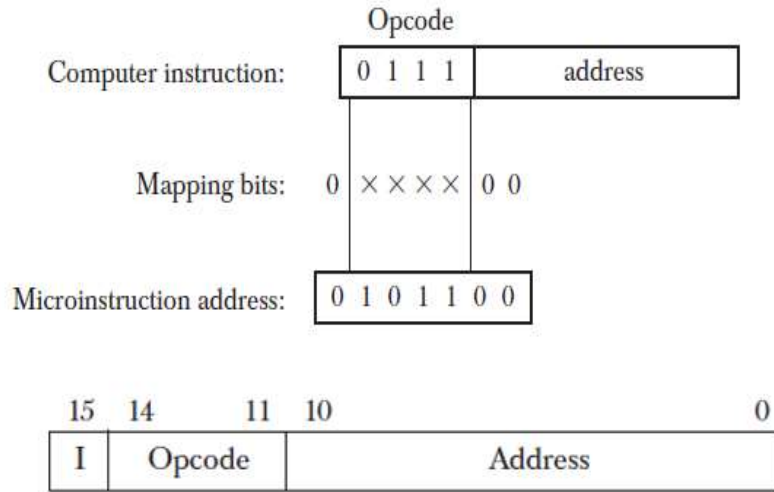 Opcode
Computer instruction: 0 1 1 1 address
Mapping bits: 0 × × × × 0 0
Microinstruction address: 0 1 0 1 1 0 0
15 14 11 10 0
I Opcode Address